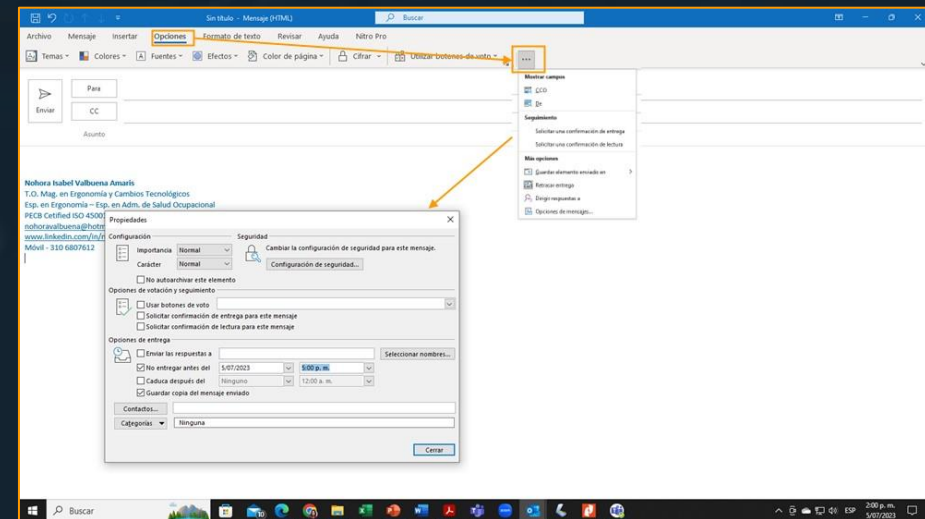 Sin título - Mensaje (HTML)
Buscar
Archivo Mensaje Insertar Opciones Formato de texto Revisar Ayuda Nitro Pro
Temas Colores Fuentes Efectos Color de página Cifrar Utilizar botones de voto
Mostrar campos
CCO
De
Seguimiento
Solicitar una confirmación de entrega
Solicitar una confirmación de lectura
Más opciones
Guardar elemento enviado en
Retrasar entrega
Dirigir respuestas a
Opciones de mensajes...
Enviar
Para
CC
Asunto
Nohora Isabel Valbuena Amaris
T.O. Mag. en Ergonomía y Cambios Tecnológicos
Esp. en Ergonomía – Esp. en Adm. de Salud Ocupacional
PECB Cetified ISO 4500
nohoravalbuena@hotm
www.linkedin.com/in/n
Móvil - 310 6807612
Propiedades
Configuración Seguridad
Importancia Normal Cambiar la configuración de seguridad para este mensaje.
Carácter Normal Configuración de seguridad...
No autoarchivar este elemento
Opciones de votación y seguimiento
Usar botones de voto
Solicitar confirmación de entrega para este mensaje
Solicitar confirmación de lectura para este mensaje
Opciones de entrega
Enviar las respuestas a Seleccionar nombres...
No entregar antes del 5/07/2023 5:00 p. m.
Caduca después del Ninguno 12:00 a. m.
Guardar copia del mensaje enviado
Contactos...
Categorías Ninguna
Cerrar
Buscar
ESP
2:00 p. m.
5/07/2023